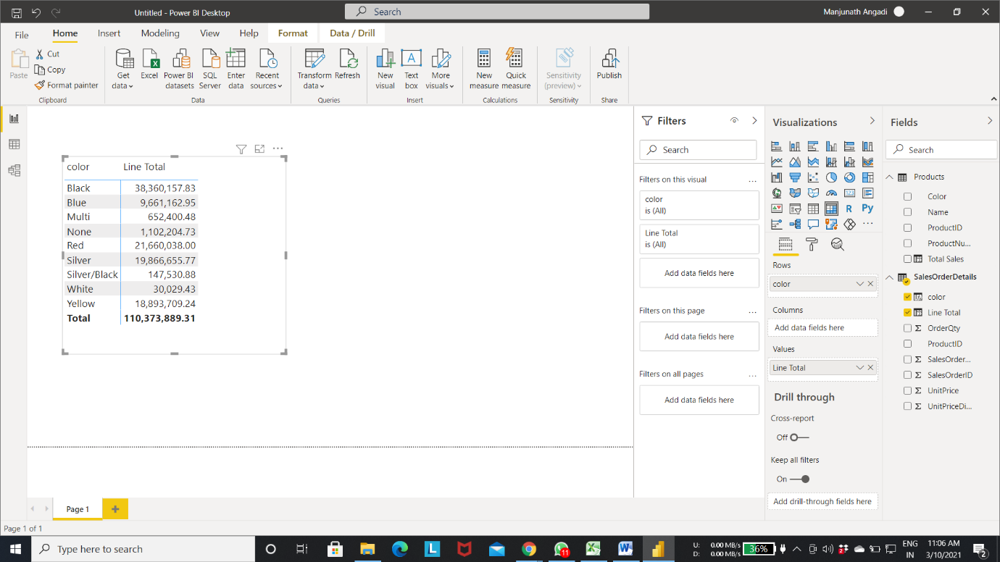 Untitled - Power BI Desktop
Search
Manjunath Angadi
File
Home
Insert
Modeling
View
Help
Format
Data / Drill
Paste
Cut
Copy
Format painter
Clipboard
Get data
Excel
Power BI datasets
SQL Server
Enter data
Recent sources
Data
Transform data
Refresh
Queries
New visual
Text box
More visuals
Insert
New measure
Quick measure
Calculations
Sensitivity (preview)
Sensitivity
Publish
Share
color Line Total
Black 38,360,157.83
Blue 9,661,162.95
Multi 652,400.48
None 1,102,204.73
Red 21,660,038.00
Silver 19,866,655.77
Silver/Black 147,530.88
White 30,029.43
Yellow 18,893,709.24
Total 110,373,889.31
Filters
Search
Filters on this visual
color
is (All)
Line Total
is (All)
Add data fields here
Filters on this page
Add data fields here
Filters on all pages
Add data fields here
Visualizations
R
Py
Rows
color
Columns
Add data fields here
Values
Line Total
Drill through
Cross-report
Off
Keep all filters
On
Add drill-through fields here
Fields
Search
Products
Color
Name
ProductID
ProductNu...
Total Sales
SalesOrderDetails
color
Line Total
OrderQty
ProductID
SalesOrder...
SalesOrderID
UnitPrice
UnitPriceDi...
Page 1
Page 1 of 1
Type here to search
L
11
U: 0.00 MB/s
D: 0.00 MB/s
36%
2
ENG
IN
11:06 AM
3/10/2021
2